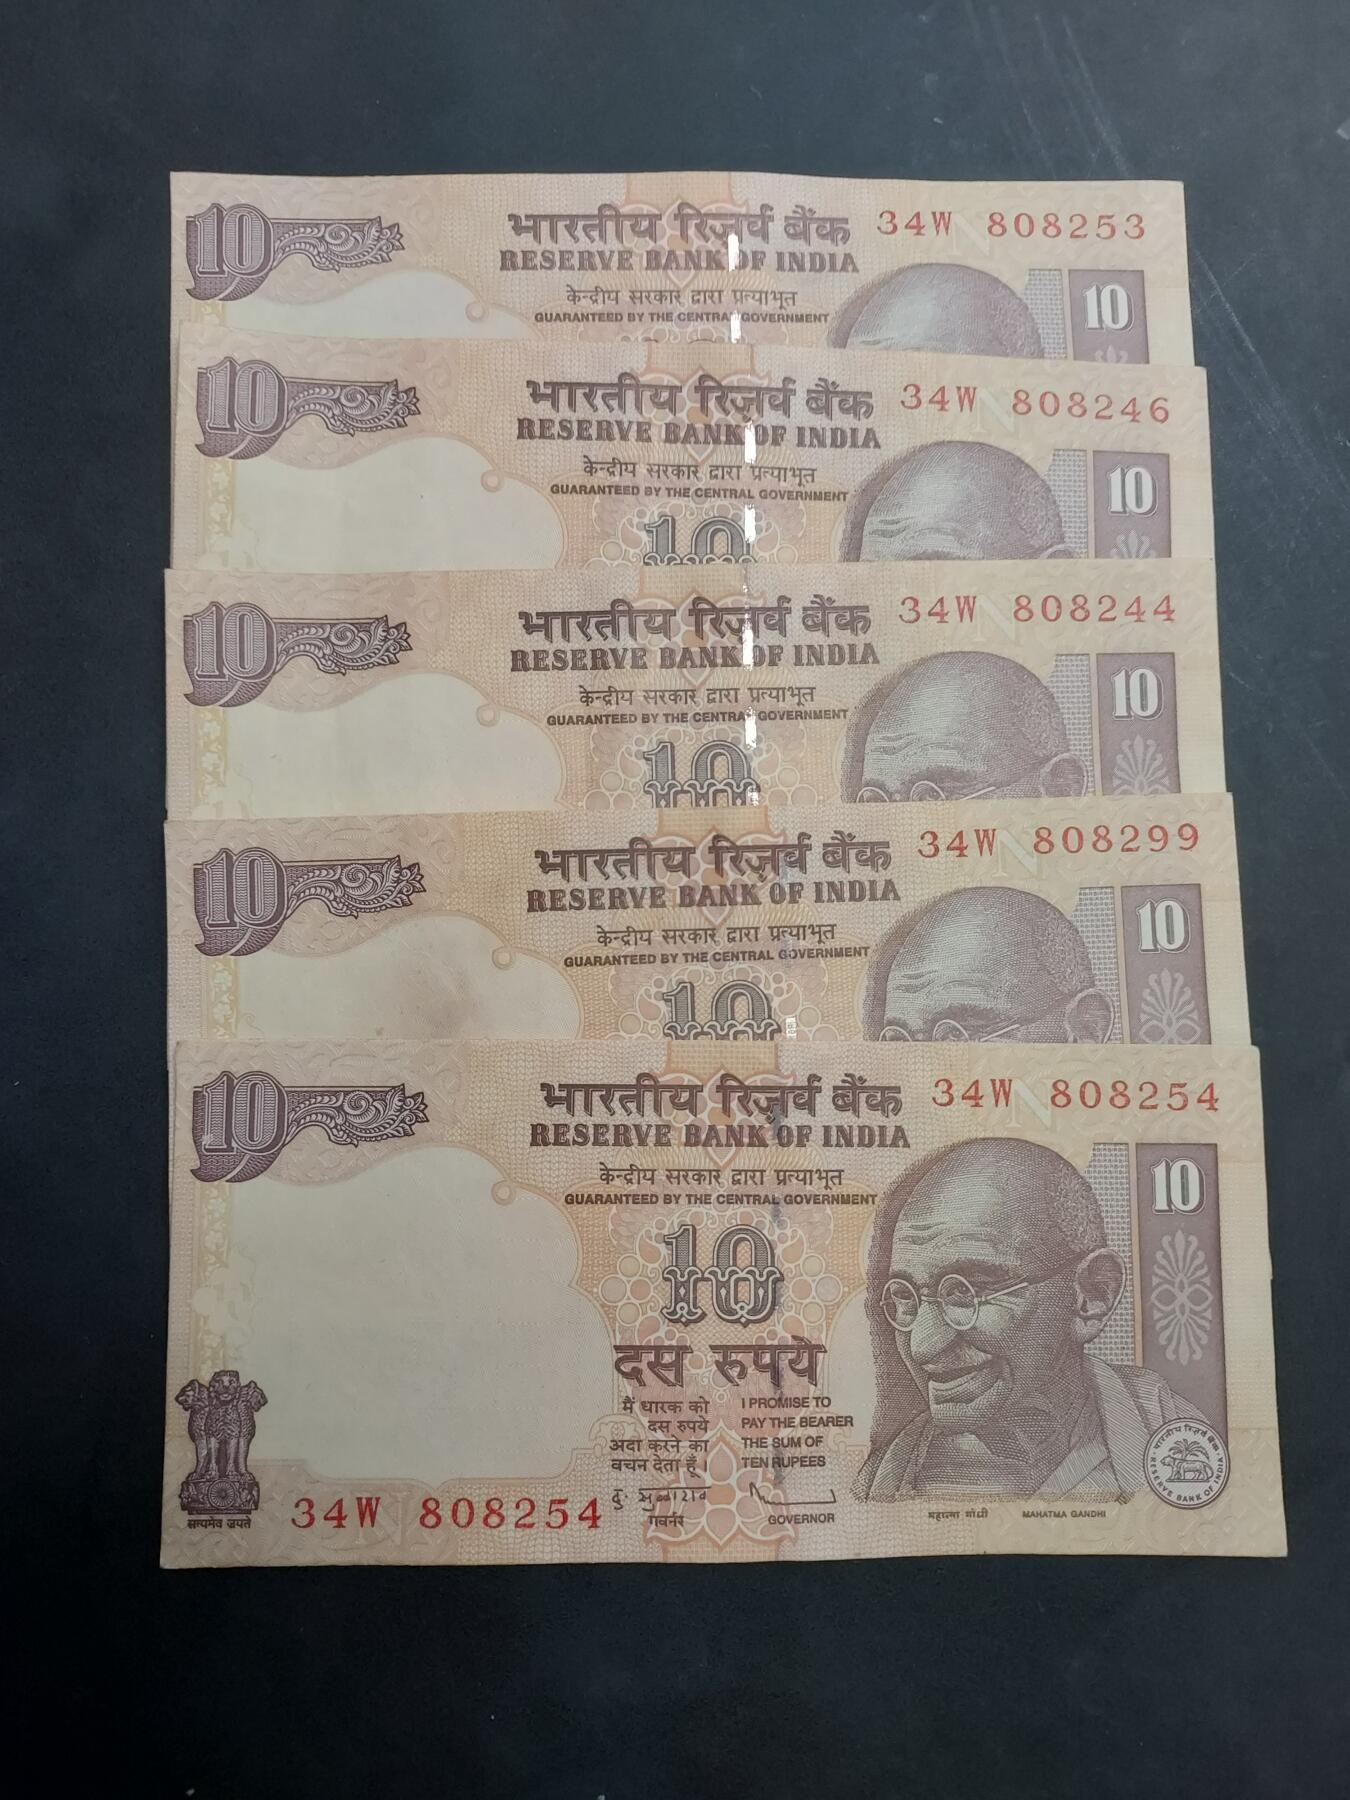 10
भारतीय रिज़र्व बैंक
34W 808253
RESERVE BANK OF INDIA
केन्द्रीय सरकार द्वारा प्रत्याभूत
GUARANTEED BY THE CENTRAL GOVERNMENT
10
10
भारतीय रिज़र्व बैंक
34W 808246
RESERVE BANK OF INDIA
केन्द्रीय सरकार द्वारा प्रत्याभूत
GUARANTEED BY THE CENTRAL GOVERNMENT
10
10
10
भारतीय रिज़र्व बैंक
34W 808244
RESERVE BANK OF INDIA
केन्द्रीय सरकार द्वारा प्रत्याभूत
GUARANTEED BY THE CENTRAL GOVERNMENT
10
10
10
भारतीय रिज़र्व बैंक
34W 808299
RESERVE BANK OF INDIA
केन्द्रीय सरकार द्वारा प्रत्याभूत
GUARANTEED BY THE CENTRAL GOVERNMENT
10
10
10
भारतीय रिज़र्व बैंक
34W 808254
RESERVE BANK OF INDIA
केन्द्रीय सरकार द्वारा प्रत्याभूत
GUARANTEED BY THE CENTRAL GOVERNMENT
10
10
दस रुपये
मैं धारक को
दस रुपये
अदा करने का
वचन देता हूँ।
I PROMISE TO
PAY THE BEARER
THE SUM OF
TEN RUPEES
गवर्नर
GOVERNOR
34W 808254
सत्यमेव जयते
महात्मा गांधी
MAHATMA GANDHI
भारतीय रिज़र्व बैंक
RESERVE BANK OF INDIA